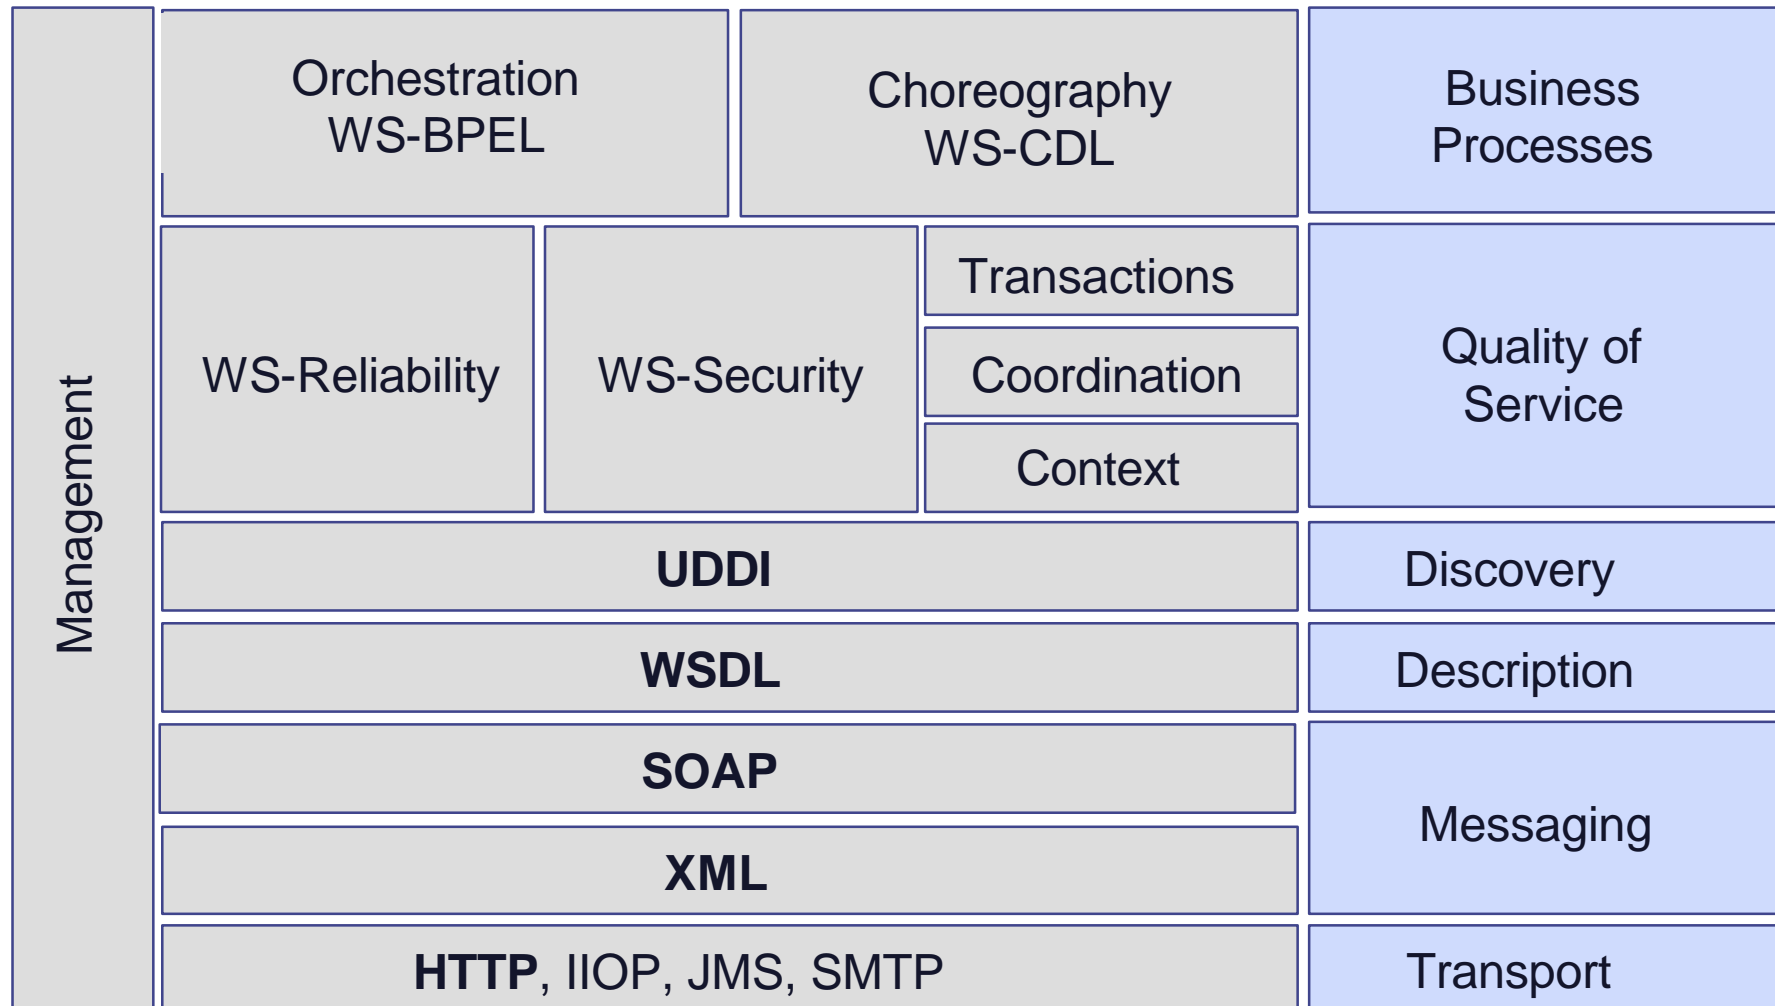 Management
Orchestration
WS-BPEL
Choreography
WS-CDL
Business
Processes
WS-Reliability
WS-Security
Transactions
Coordination
Context
Quality of
Service
UDDI
Discovery
WSDL
Description
SOAP
XML
Messaging
HTTP, IIOP, JMS, SMTP
Transport